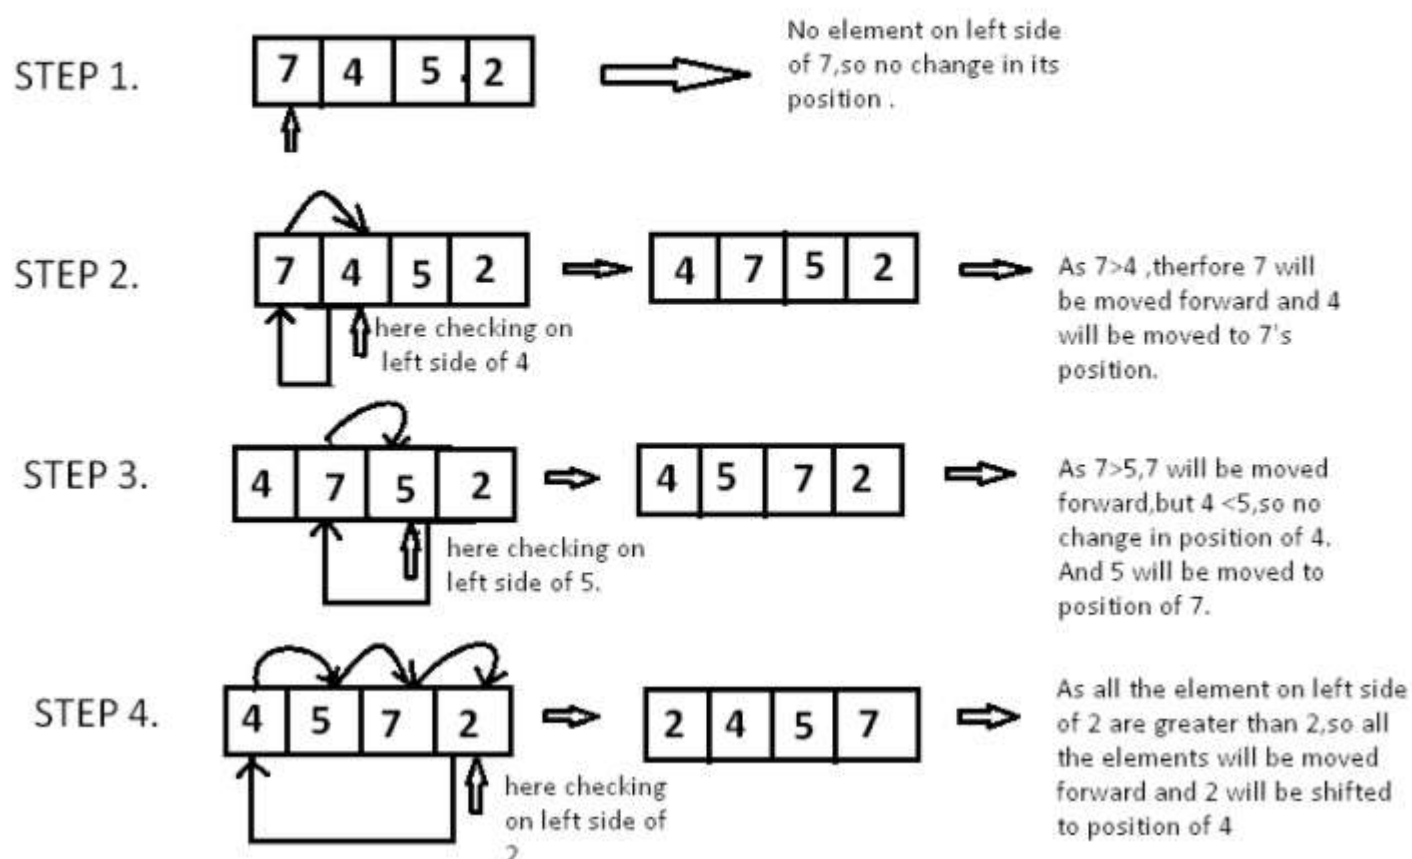 STEP 1.
7 4 5 2
No element on left side
of 7,so no change in its
position .
STEP 2.
7 4 5 2
here checking on
left side of 4
4 7 5 2
As 7>4 ,therfore 7 will
be moved forward and 4
will be moved to 7's
position.
STEP 3.
4 7 5 2
here checking on
left side of 5.
4 5 7 2
As 7>5,7 will be moved
forward,but 4 <5,so no
change in position of 4.
And 5 will be moved to
position of 7.
STEP 4.
4 5 7 2
here checking
on left side of
2
2 4 5 7
As all the element on left side
of 2 are greater than 2,so all
the elements will be moved
forward and 2 will be shifted
to position of 4